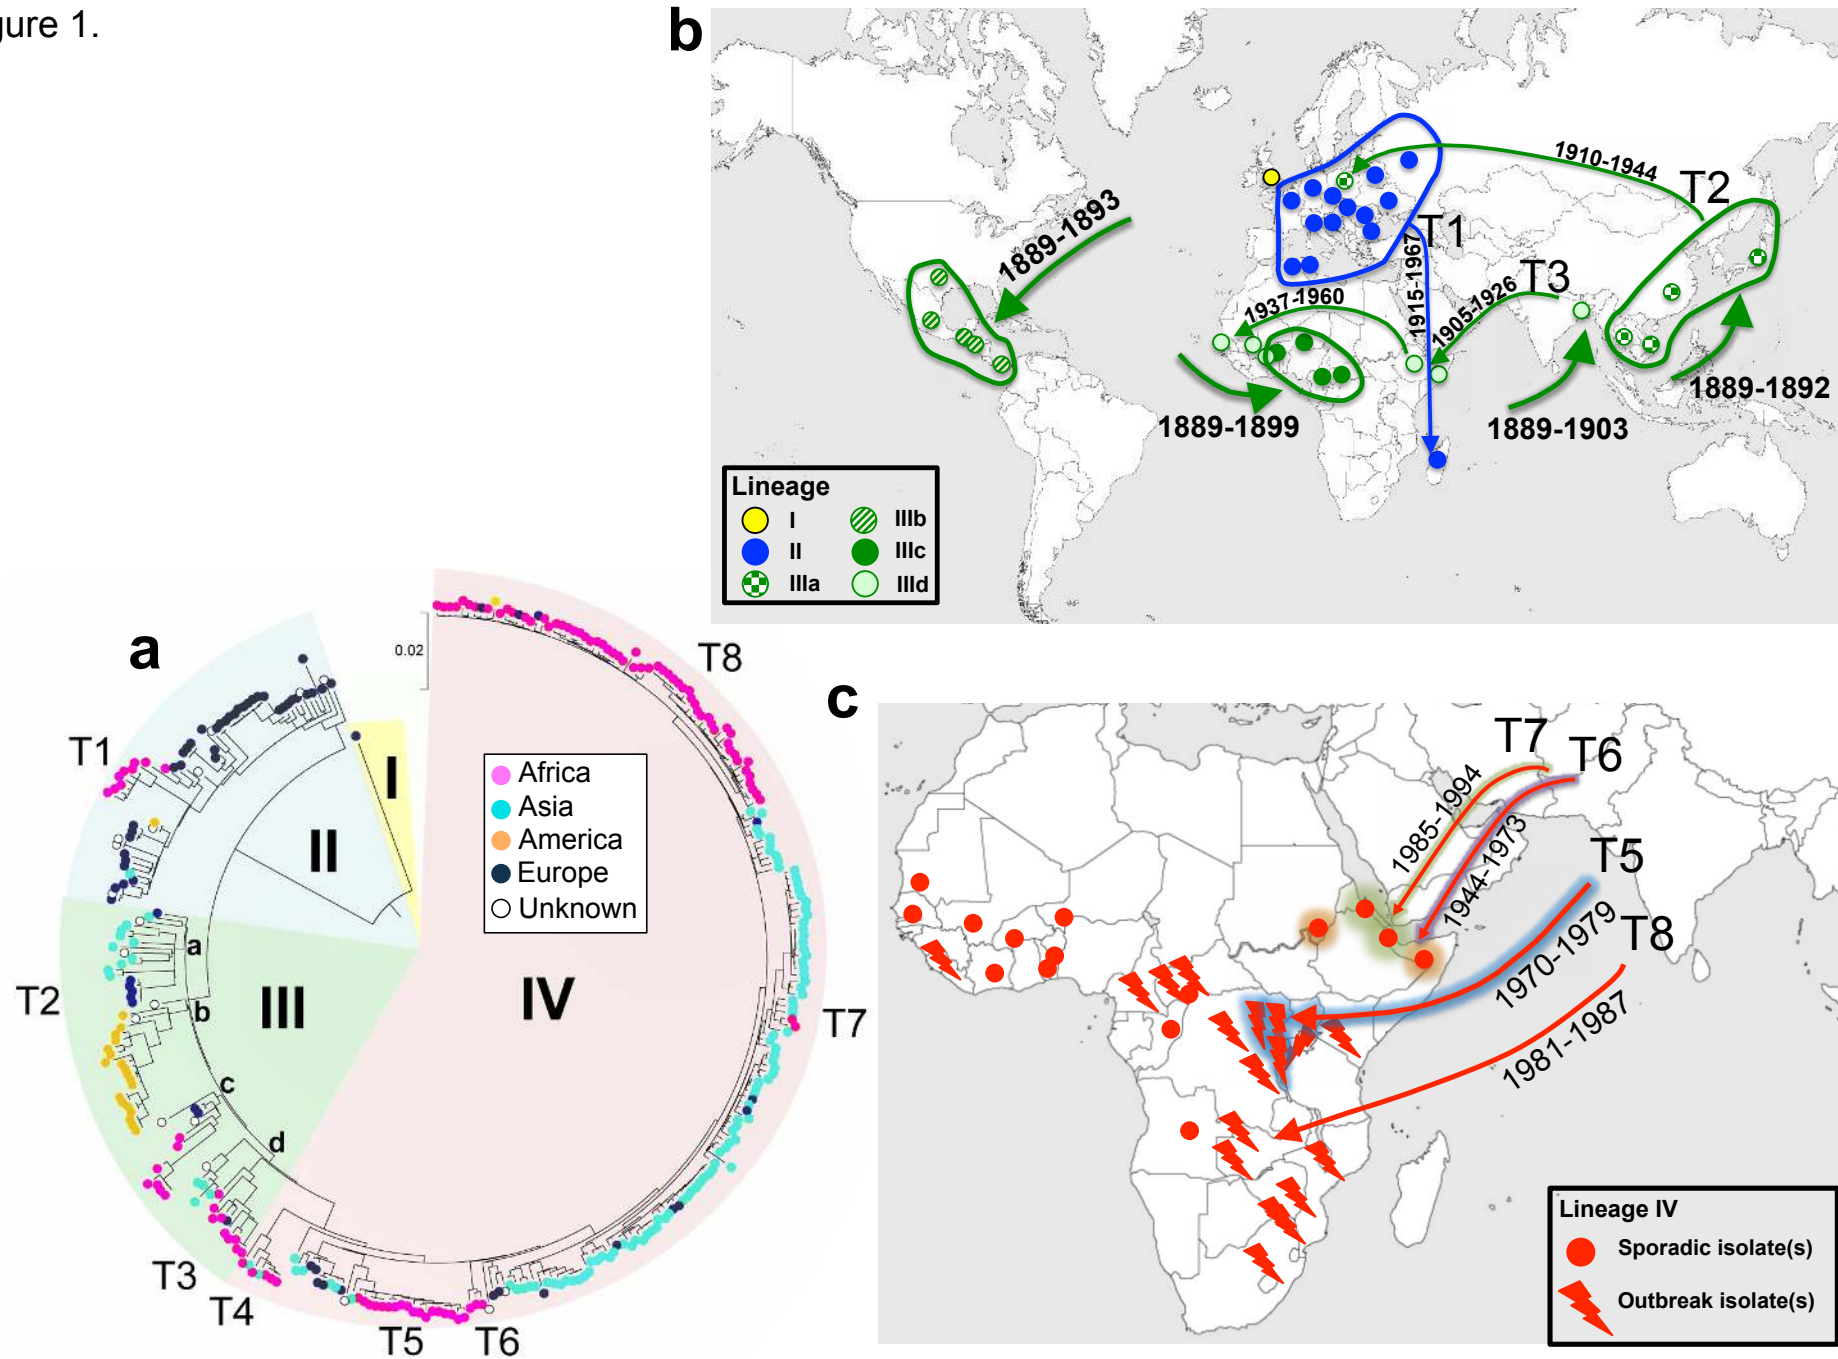 gure 1.
b
1910-1944
T2
1889-1893
T1
1915-1967
T3
1937-1960
1905-1926
1889-1892
1889-1899
1889-1903
Lineage
I
IIIb
II
IIIc
IIIa
IIId
a
0.02
T8
T1
I
II
Africa
Asia
America
Europe
Unknown
a
T2
b
III
IV
T7
c
d
T3
T4
T5
T6
c
T7
T6
1985-1994
1944-1973
T5
T8
1970-1979
1981-1987
Lineage IV
Sporadic isolate(s)
Outbreak isolate(s)